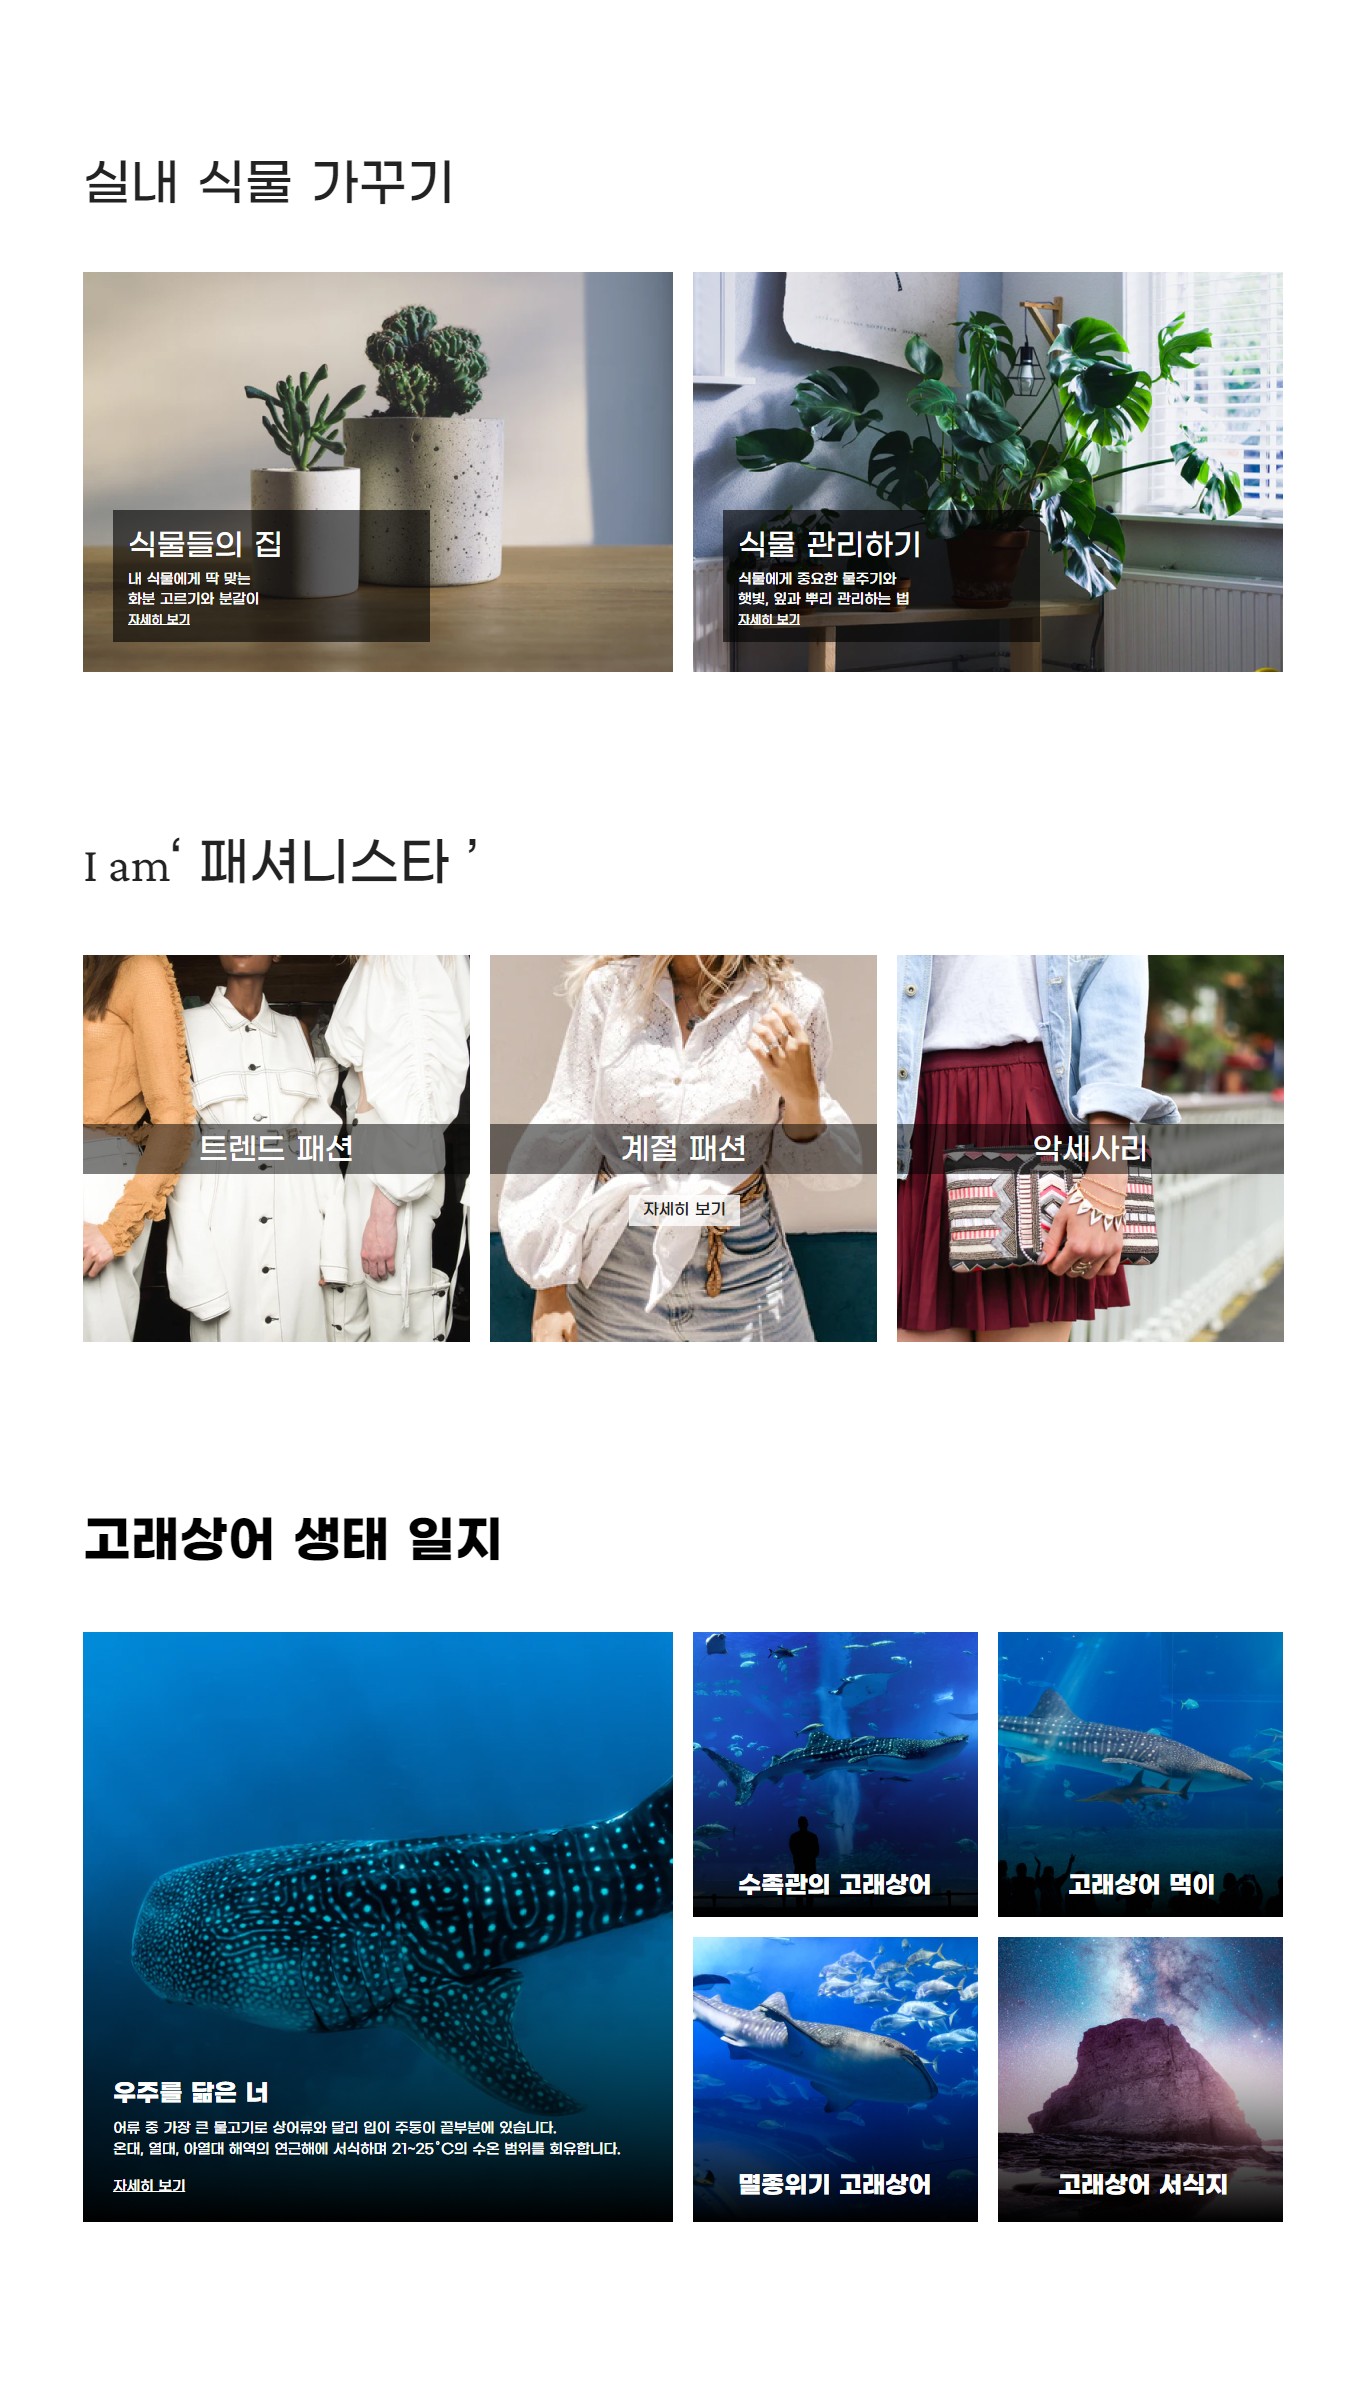 실내 식물 가꾸기
식물들의 집
내 식물에게 딱 맞는
화분 고르기와 분갈이
자세히 보기
식물 관리하기
식물에게 중요한 물주기와
햇빛, 잎과 뿌리 관리하는 법
자세히 보기
I am‘ 패셔니스타 ’
트렌드 패션
계절 패션
자세히 보기
악세사리
고래상어 생태 일지
우주를 닮은 너
어류 중 가장 큰 물고기로 상어류와 달리 입이 주둥이 끝부분에 있습니다.
온대, 열대, 아열대 해역의 연근해에 서식하며 21~25˚C의 수온 범위를 회유합니다.
자세히 보기
수족관의 고래상어
고래상어 먹이
멸종위기 고래상어
고래상어 서식지